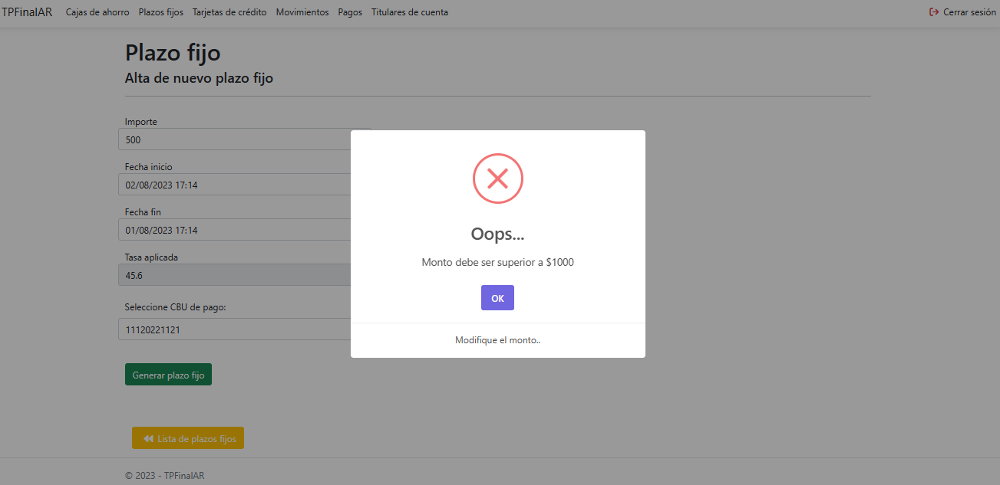 TPFinalAR Cajas de ahorro Plazos fijos Tarjetas de crédito Movimientos Pagos Titulares de cuenta Cerrar sesión
Plazo fijo
Alta de nuevo plazo fijo
Importe
500
Fecha inicio
02/08/2023 17:14
Fecha fin
01/08/2023 17:14
Tasa aplicada
45.6
Seleccione CBU de pago:
11120221121
Generar plazo fijo
Lista de plazos fijos
© 2023 - TPFinalAR
Oops...
Monto debe ser superior a $1000
OK
Modifique el monto..